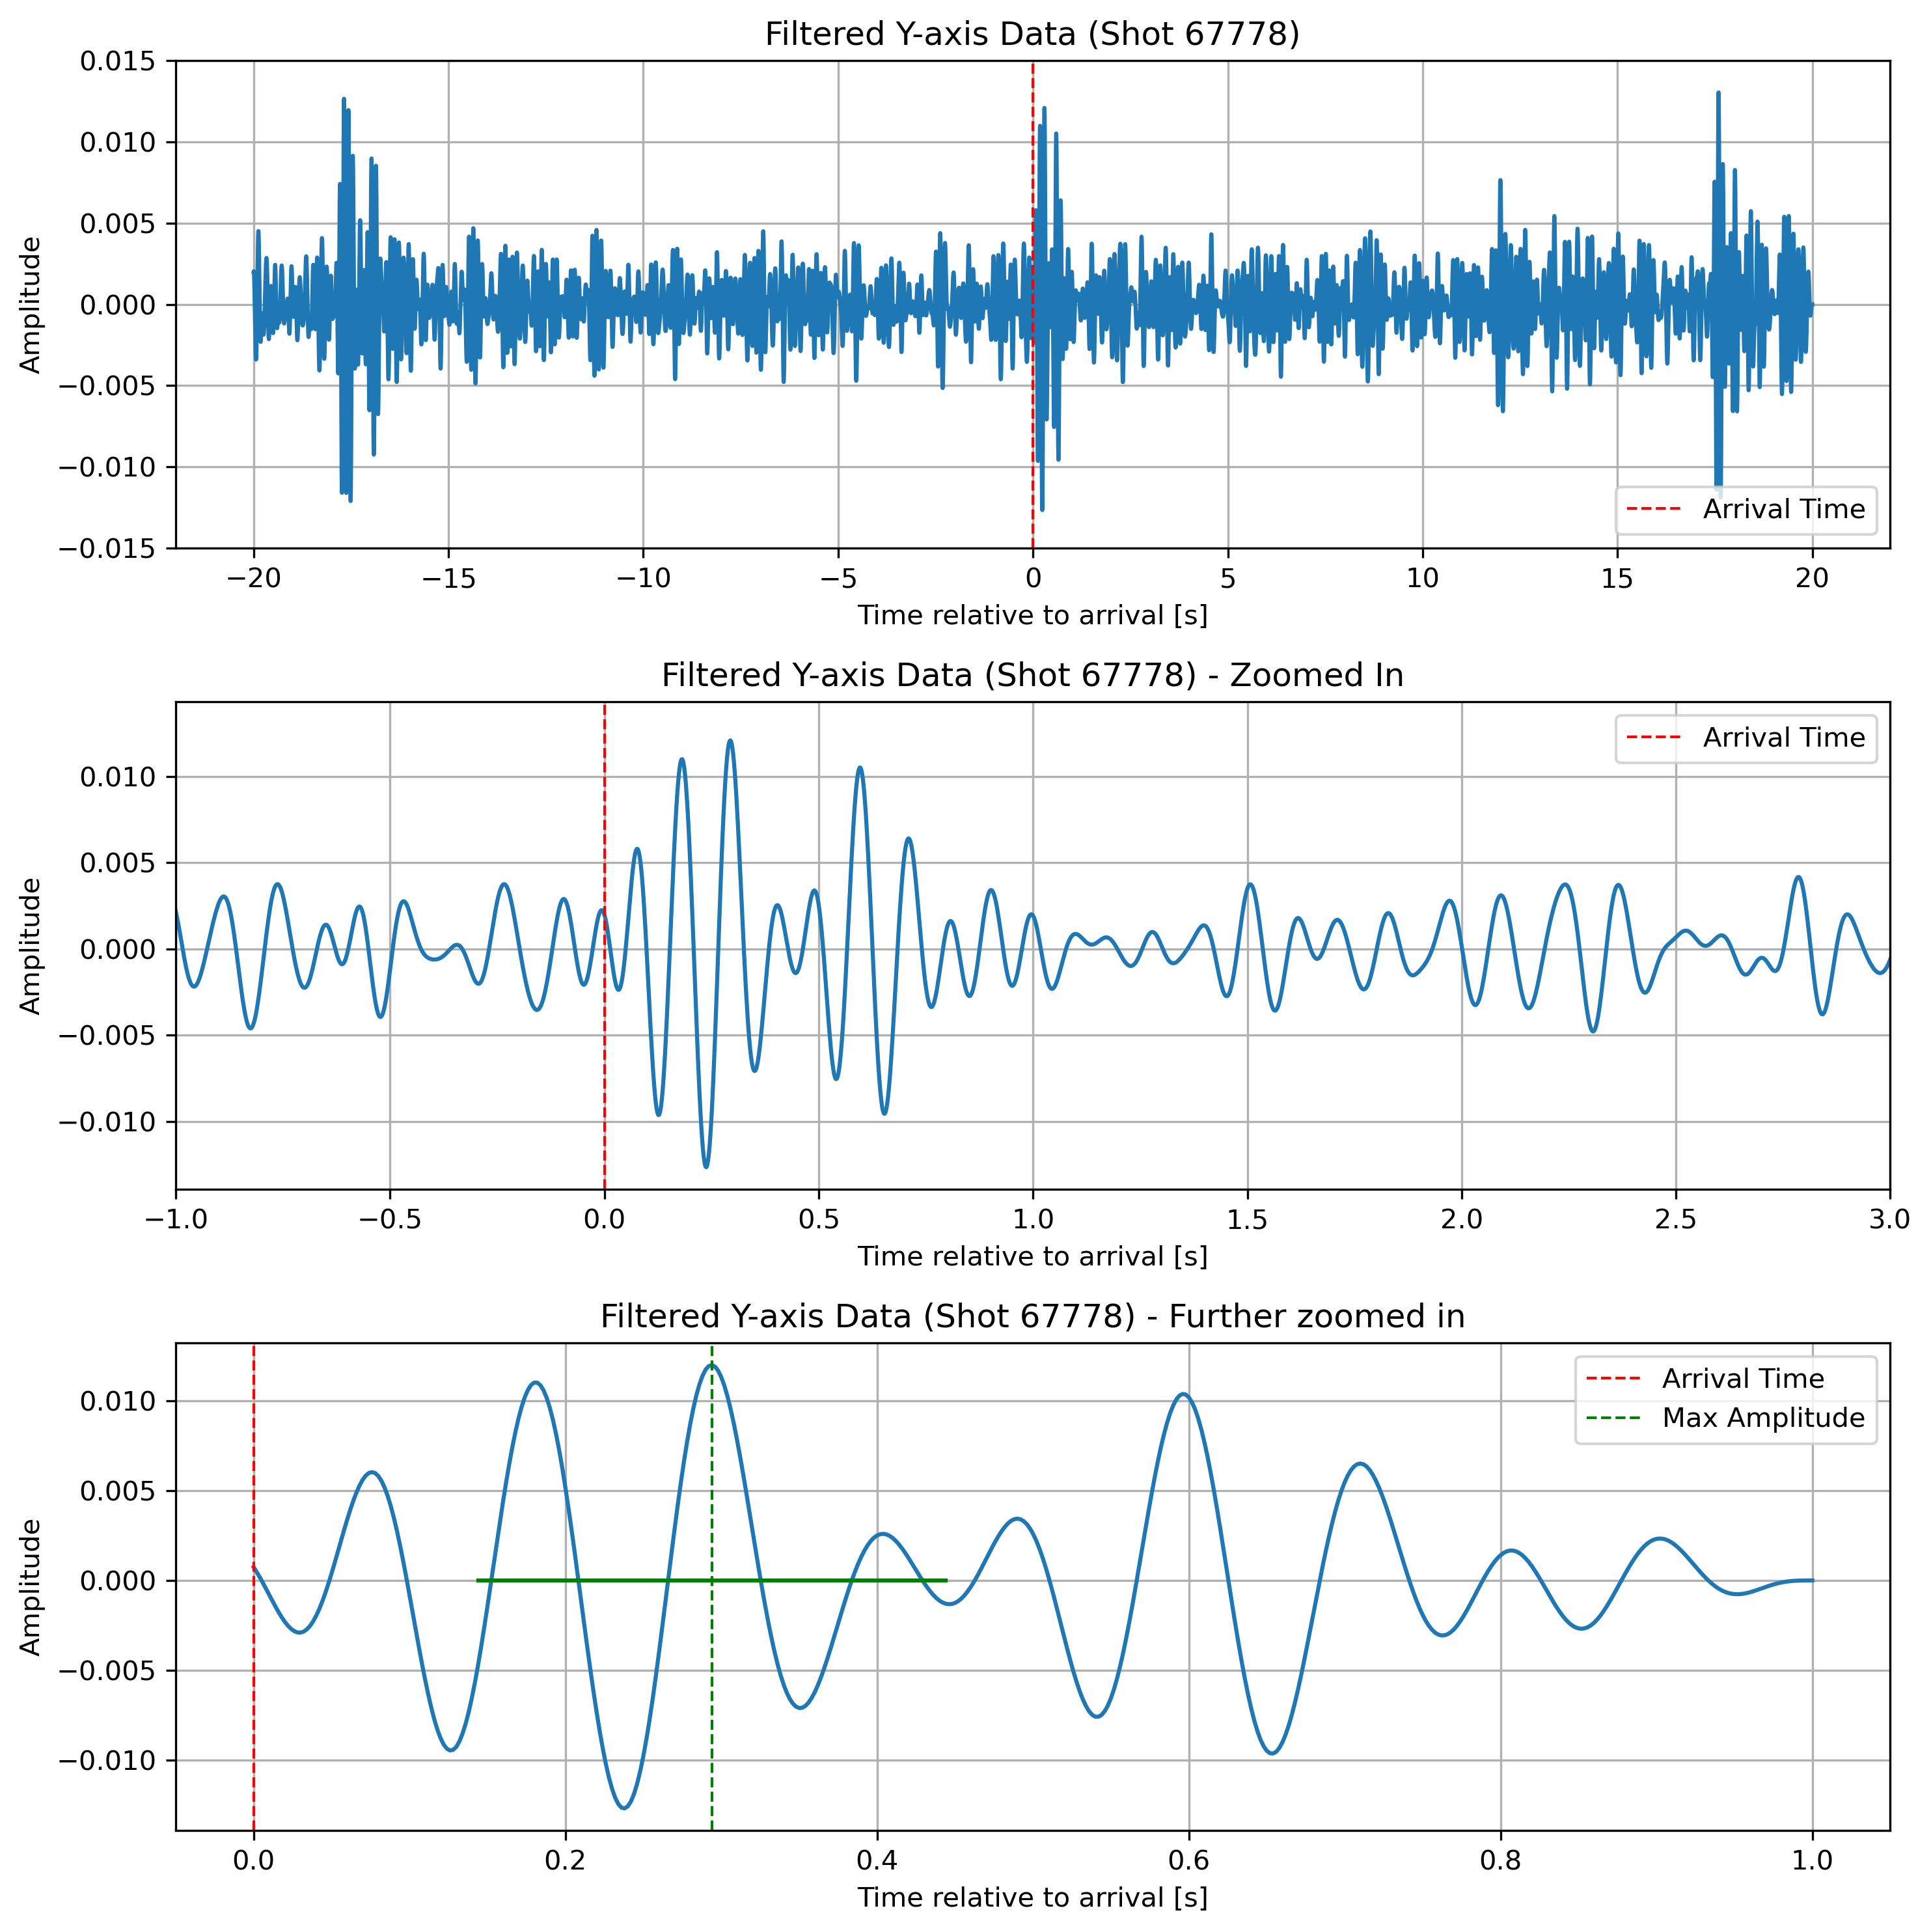 Filtered Y-axis Data (Shot 67778)
0.015
0.010
0.005
0.000
−0.005
−0.010
−0.015
Amplitude
Arrival Time
−20 −15 −10 −5 0 5 10 15 20
Time relative to arrival [s]
Filtered Y-axis Data (Shot 67778) - Zoomed In
Arrival Time
0.010
0.005
0.000
−0.005
−0.010
Amplitude
−1.0 −0.5 0.0 0.5 1.0 1.5 2.0 2.5 3.0
Time relative to arrival [s]
Filtered Y-axis Data (Shot 67778) - Further zoomed in
Arrival Time
Max Amplitude
0.010
0.005
0.000
−0.005
−0.010
Amplitude
0.0 0.2 0.4 0.6 0.8 1.0
Time relative to arrival [s]